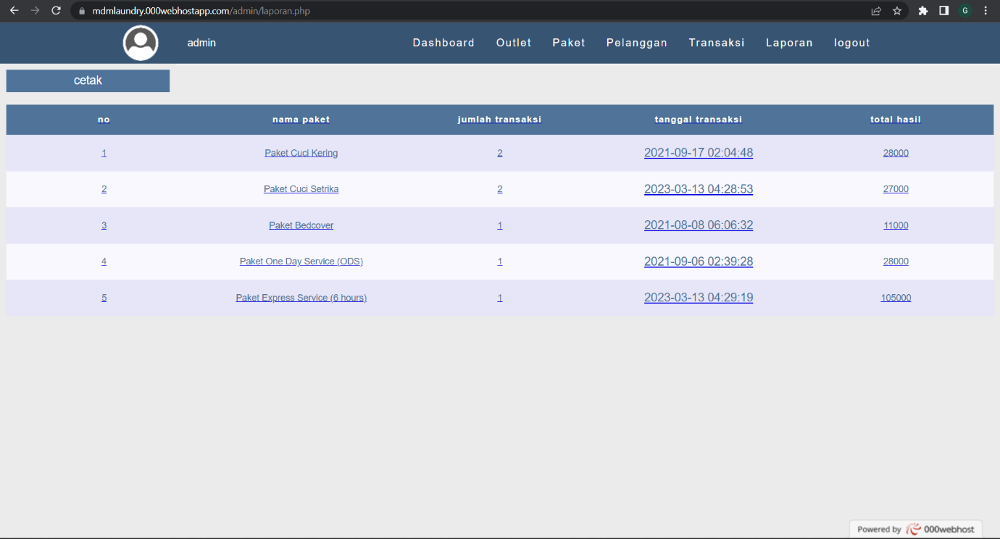 mdmlaundry.000webhostapp.com/admin/laporan.php G
admin Dashboard Outlet Paket Pelanggan Transaksi Laporan logout
cetak
no nama paket jumlah transaksi tanggal transaksi total hasil
1 Paket Cuci Kering 2 2021-09-17 02:04:48 28000
2 Paket Cuci Setrika 2 2023-03-13 04:28:53 27000
3 Paket Bedcover 1 2021-08-08 06:06:32 11000
4 Paket One Day Service (ODS) 1 2021-09-06 02:39:28 28000
5 Paket Express Service (6 hours) 1 2023-03-13 04:29:19 105000
Powered by 000webhost